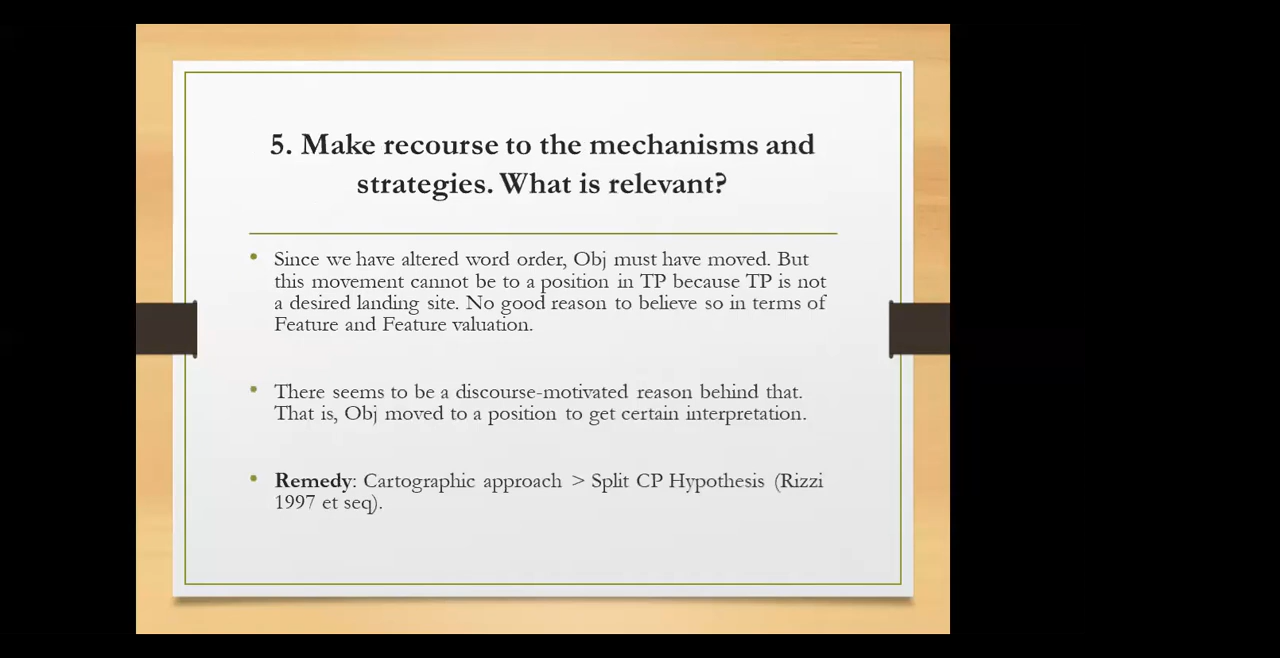 5. Make recourse to the mechanisms and
strategies. What is relevant?
• Since we have altered word order, Obj must have moved. But
this movement cannot be to a position in TP because TP is not
a desired landing site. No good reason to believe so in terms of
Feature and Feature valuation.
• There seems to be a discourse-motivated reason behind that.
That is, Obj moved to a position to get certain interpretation.
• Remedy: Cartographic approach > Split CP Hypothesis (Rizzi
1997 et seq).